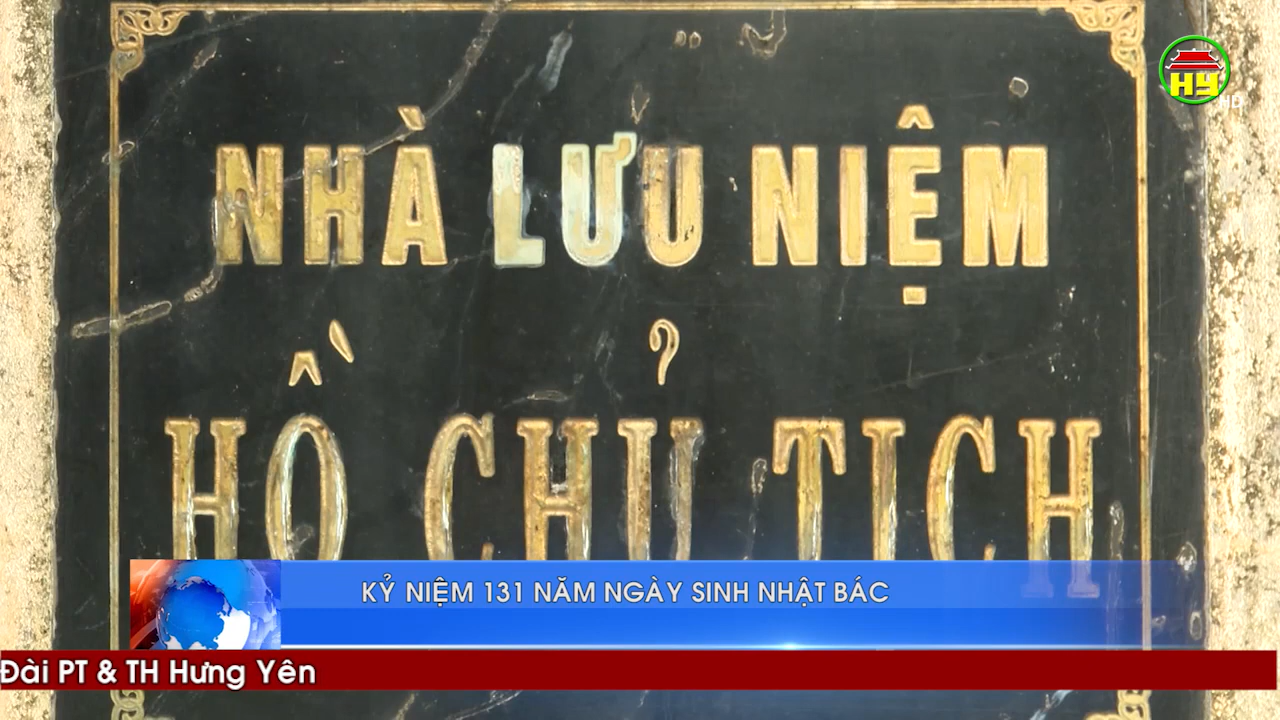 HY
HD
NHÀ LƯU NIỆM
HỒ CHỦ TỊCH
KỶ NIỆM 131 NĂM NGÀY SINH NHẬT BÁC
Đài PT & TH Hưng Yên